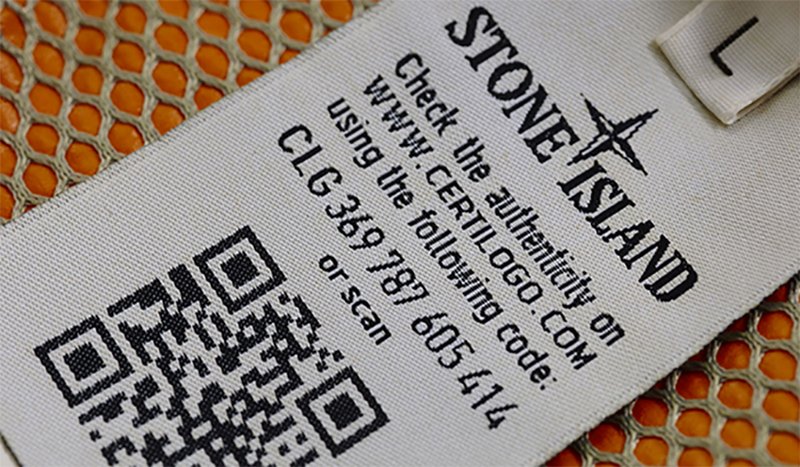 STONE ISLAND
Check the authenticity on
WWW.CERTILOGO.COM
using the following code:
CLG 369 787 605 414
or scan
L